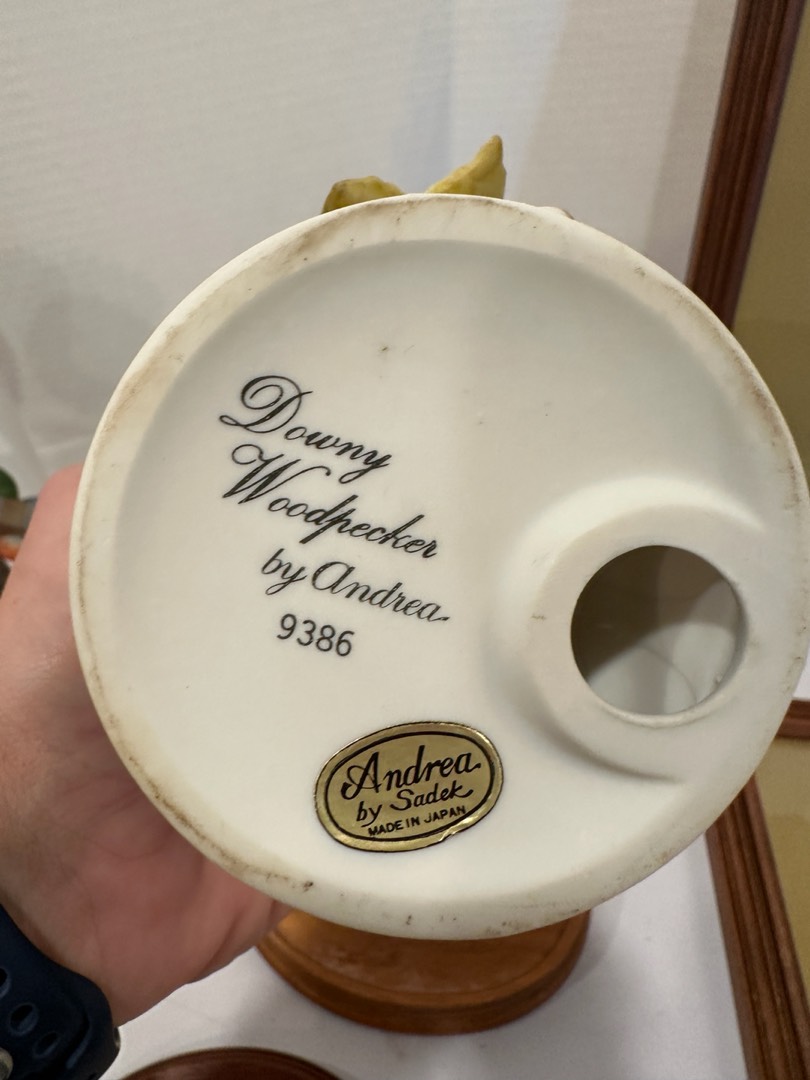 Downy
Woodpecker
by Andrea
9386
Andrea
by Sadek
MADE IN JAPAN